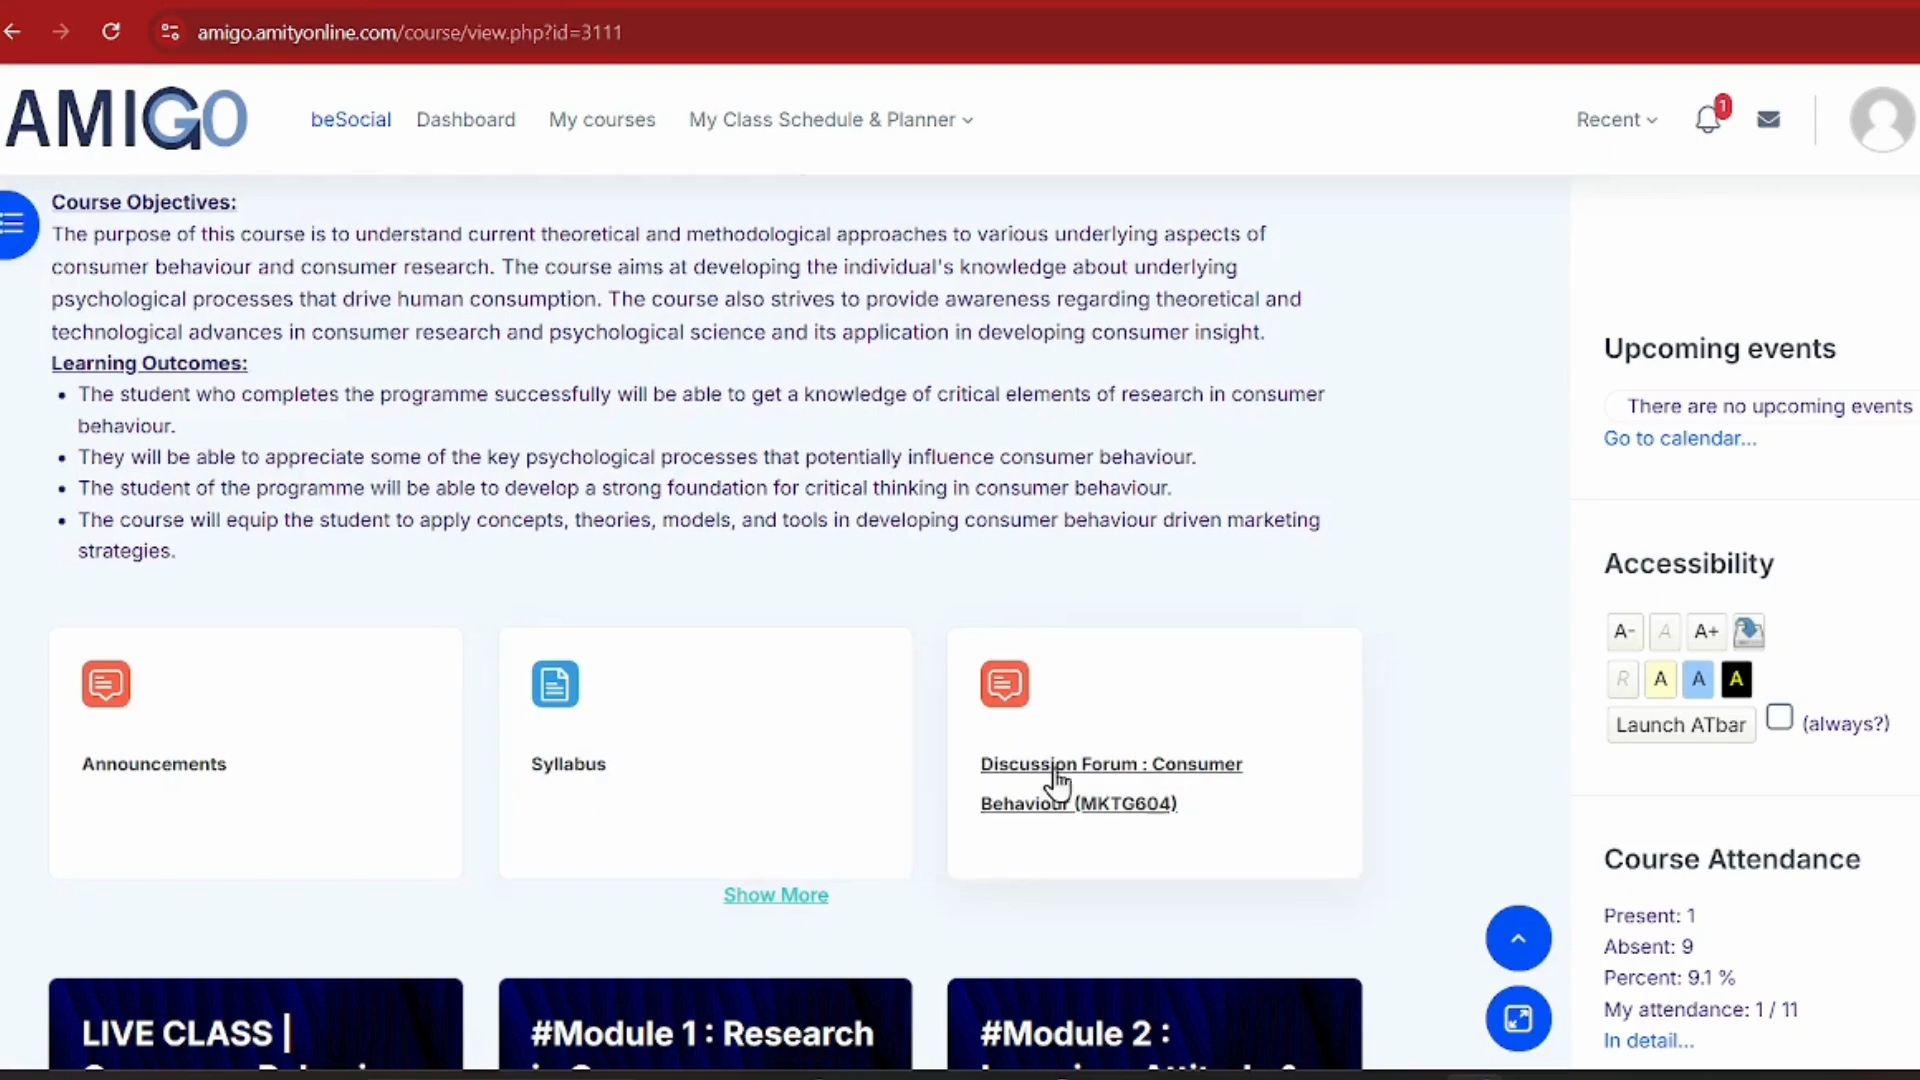 amigo.amityonline.com/course/view.php?id=3111
AMIGO
beSocial Dashboard My courses My Class Schedule & Planner
Recent
1
Course Objectives:
The purpose of this course is to understand current theoretical and methodological approaches to various underlying aspects of
consumer behaviour and consumer research. The course aims at developing the individual's knowledge about underlying
psychological processes that drive human consumption. The course also strives to provide awareness regarding theoretical and
technological advances in consumer research and psychological science and its application in developing consumer insight.
Learning Outcomes:
• The student who completes the programme successfully will be able to get a knowledge of critical elements of research in consumer
behaviour.
• They will be able to appreciate some of the key psychological processes that potentially influence consumer behaviour.
• The student of the programme will be able to develop a strong foundation for critical thinking in consumer behaviour.
• The course will equip the student to apply concepts, theories, models, and tools in developing consumer behaviour driven marketing
strategies.
Announcements
Syllabus
Discussion Forum : Consumer
Behaviour (MKTG604)
Show More
LIVE CLASS |
#Module 1 : Research
#Module 2 :
Upcoming events
There are no upcoming events
Go to calendar...
Accessibility
A- A A+
R A A A
Launch ATbar (always?)
Course Attendance
Present: 1
Absent: 9
Percent: 9.1 %
My attendance: 1 / 11
In detail...